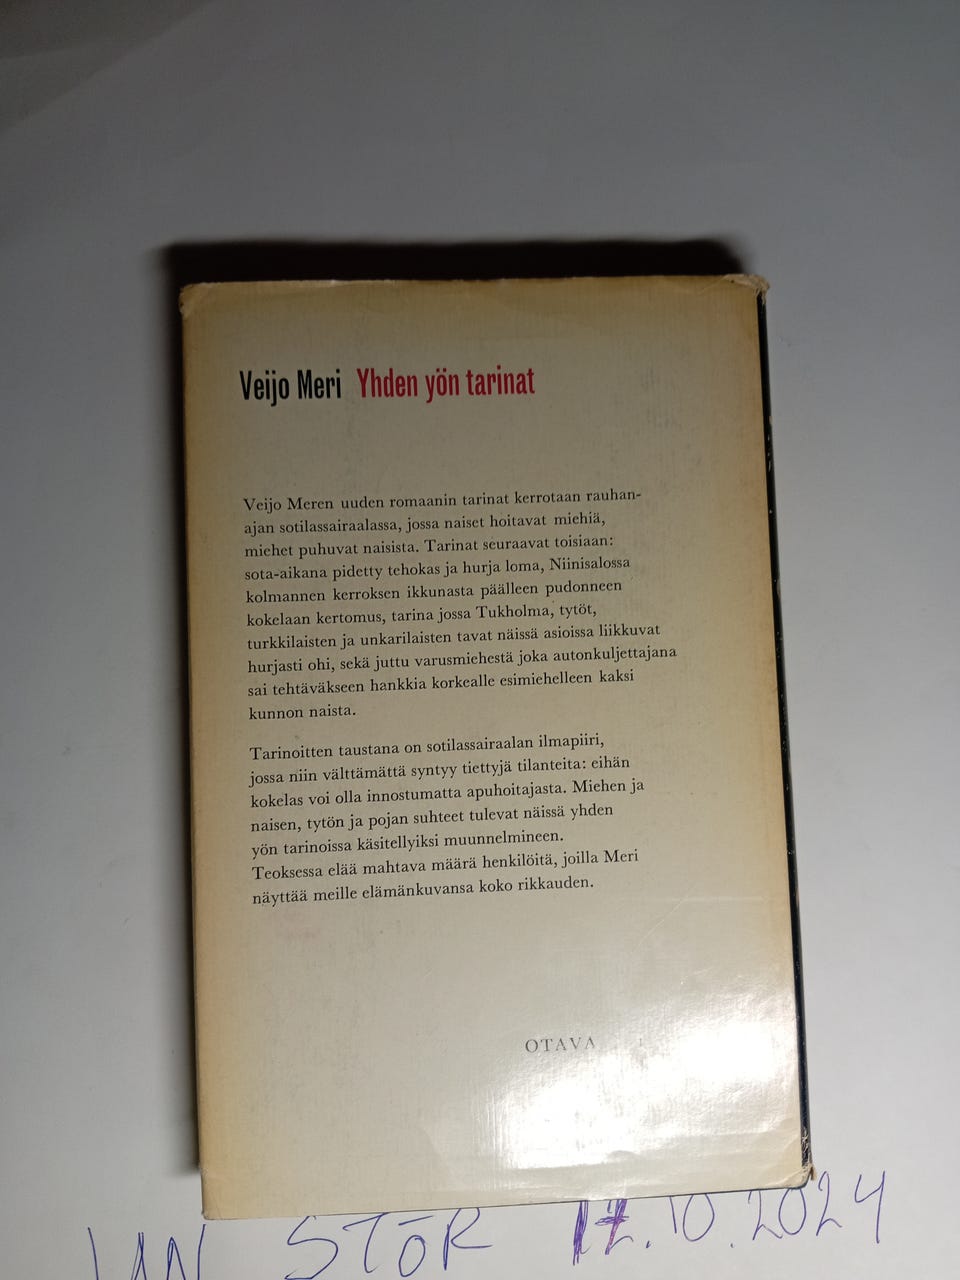 Veijo Meri Yhden yön tarinat
Veijo Meren uuden romaanin tarinat kerrotaan rauhan-
ajan sotilassairaalassa, jossa naiset hoitavat miehiä,
miehet puhuvat naisista. Tarinat seuraavat toisiaan:
sota-aikana pidetty tehokas ja hurja loma, Niinisalossa
kolmannen kerroksen ikkunasta päälleen pudonneen
kokelaan kertomus, tarina jossa Tukholma, tytöt,
turkkilaisten ja unkarilaisten tavat näissä asioissa liikkuvat
hurjasti ohi, sekä juttu varusmiehestä joka autonkuljettajana
sai tehtäväkseen hankkia korkealle esimiehelleen kaksi
kunnon naista.
Tarinoitten taustana on sotilassairaalan ilmapiiri,
jossa niin välttämättä syntyy tiettyjä tilanteita: eihän
kokelas voi olla innostumatta apuhoitajasta. Miehen ja
naisen, tytön ja pojan suhteet tulevat näissä yhden
yön tarinoissa käsitellyiksi muunnelmineen.
Teoksessa elää mahtava määrä henkilöitä, joilla Meri
näyttää meille elämänkuvansa koko rikkauden.
OTAVA
STÖR 17.10.2024